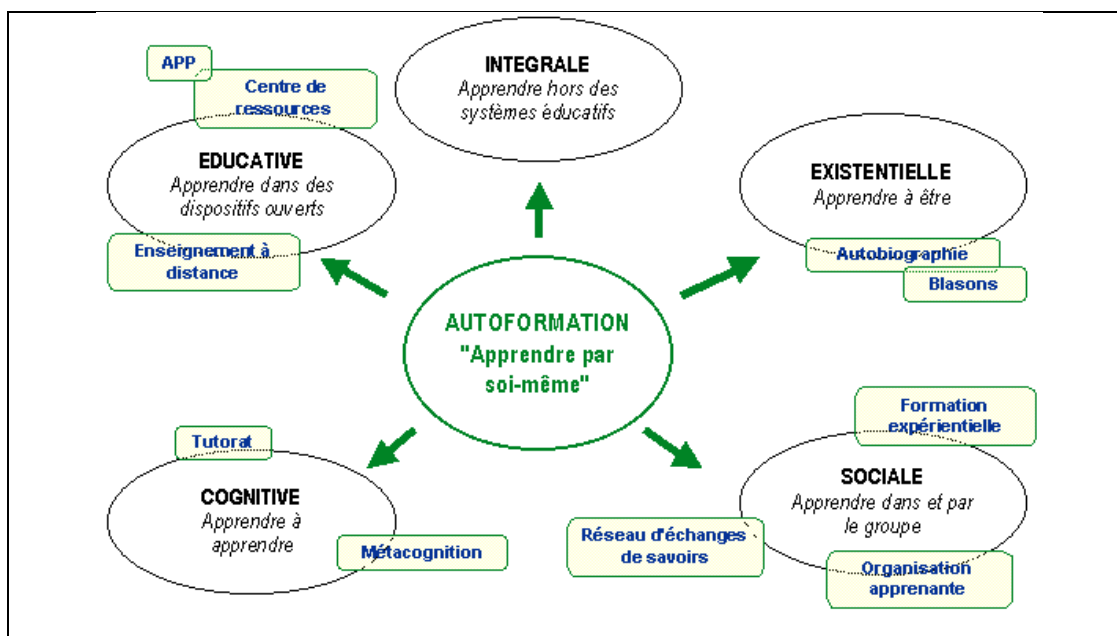 INTEGRALE
Apprendre hors des
systèmes éducatifs
APP
Centre de
ressources
EDUCATIVE
Apprendre dans des
dispositifs ouverts
Enseignement à
distance
EXISTENTIELLE
Apprendre à être
Autobiographie
Blasons
AUTOFORMATION
"Apprendre par
soi-même"
Tutorat
COGNITIVE
Apprendre à
apprendre
Métacognition
Formation
expérientielle
SOCIALE
Apprendre dans et par
le groupe
Réseau d'échanges
de savoirs
Organisation
apprenante